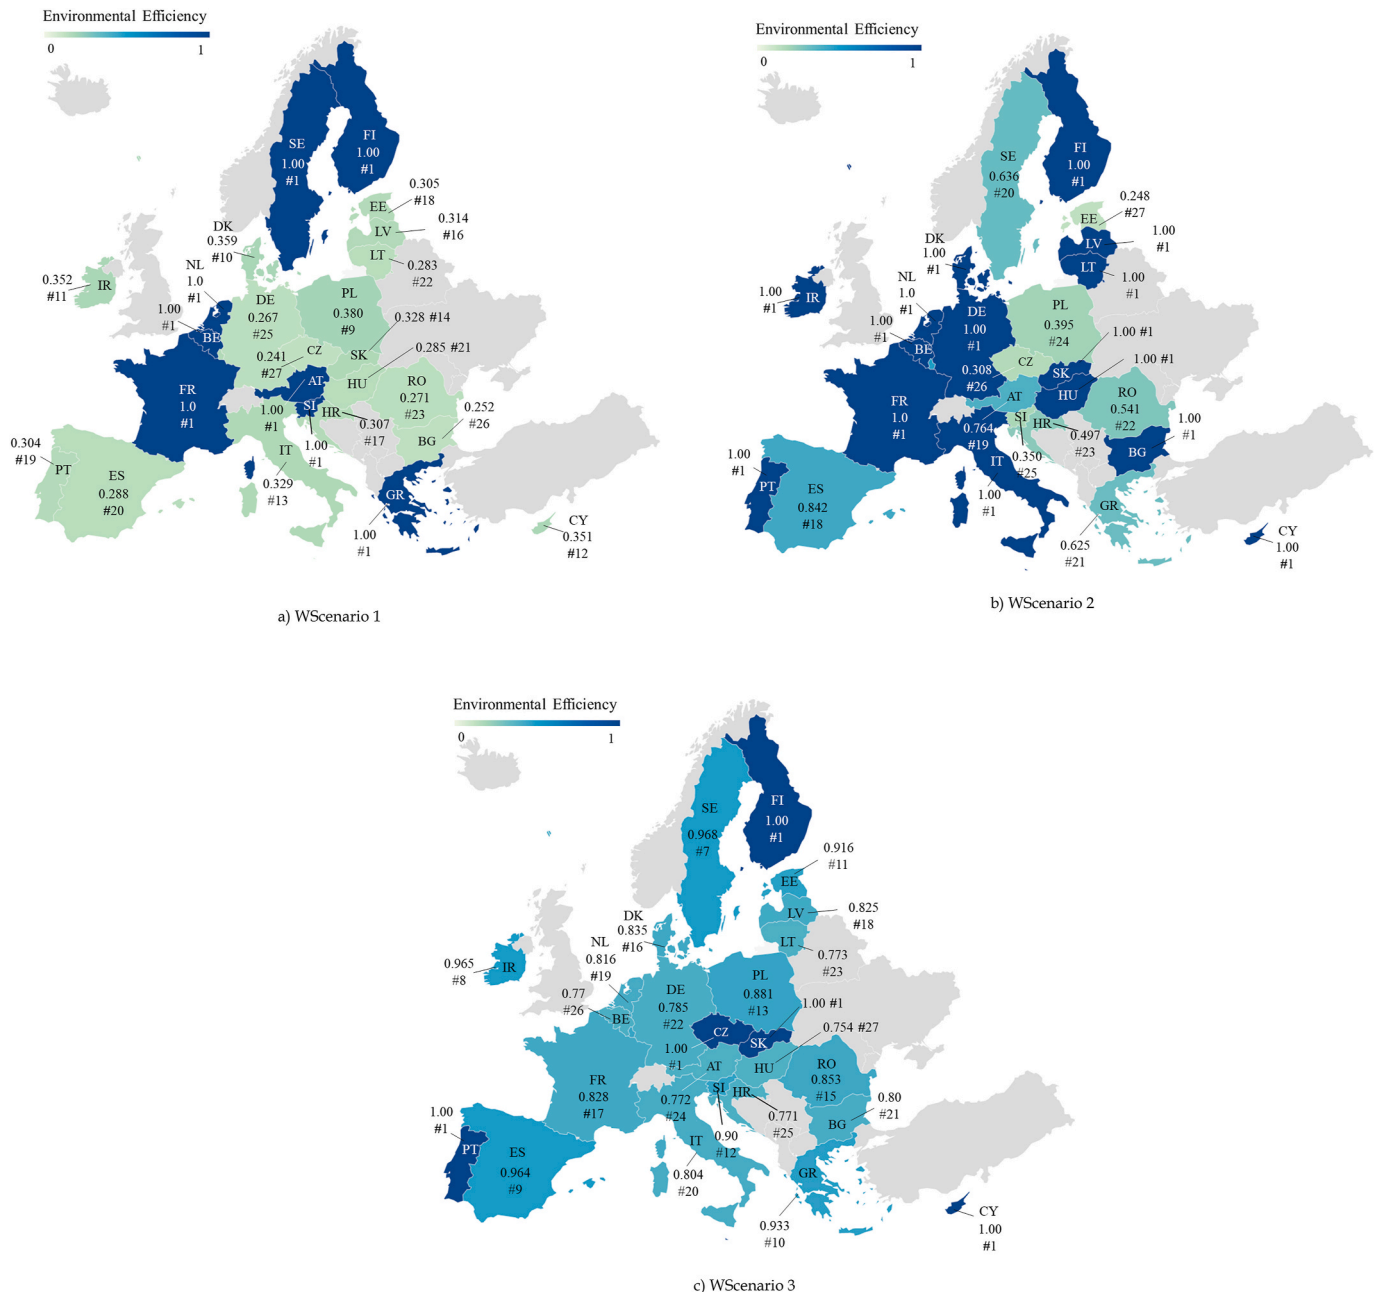 Environmental Efficiency
0 1
SE
1.00
#1
FI
1.00
#1
0.305
#18
EE
0.314
#16
LV
LT
0.283
#22
DK
0.359
#10
NL
1.0
#1
0.352
#11
IR
1.00
#1
BE
DE
0.267
#25
PL
0.380
#9
0.328 #14
0.241
#27
CZ
SK
0.285 #21
HU
FR
1.0
#1
AT
1.00
#1
SI
1.00
#1
HR
0.307
#17
RO
0.271
#23
0.252
#26
BG
0.304
#19
PT
ES
0.288
#20
IT
0.329
#13
GR
1.00
#1
CY
0.351
#12
a) WScenario 1
Environmental Efficiency
0 1
SE
0.636
#20
FI
1.00
#1
0.248
#27
EE
1.00
#1
LV
LT
1.00
#1
DK
1.00
#1
NL
1.0
#1
1.00
#1
IR
1.00
#1
BE
DE
1.00
#1
PL
0.395
#24
1.00 #1
0.308
#26
CZ
SK
1.00 #1
HU
FR
1.0
#1
AT
0.764
#19
SI
0.350
#25
HR
0.497
#23
RO
0.541
#22
1.00
#1
BG
1.00
#1
PT
ES
0.842
#18
IT
1.00
#1
GR
0.625
#21
CY
1.00
#1
b) WScenario 2
Environmental Efficiency
0 1
SE
0.968
#7
FI
1.00
#1
0.916
#11
EE
0.825
#18
LV
LT
0.773
#23
DK
0.835
#16
NL
0.816
#19
0.965
#8
IR
0.77
#26
BE
DE
0.785
#22
PL
0.881
#13
1.00 #1
CZ
1.00
#1
SK
0.754 #27
HU
FR
0.828
#17
AT
0.772
#24
SI
0.90
#12
HR
0.771
#25
RO
0.853
#15
0.80
#21
BG
1.00
#1
PT
ES
0.964
#9
IT
0.804
#20
GR
0.933
#10
CY
1.00
#1
c) WScenario 3